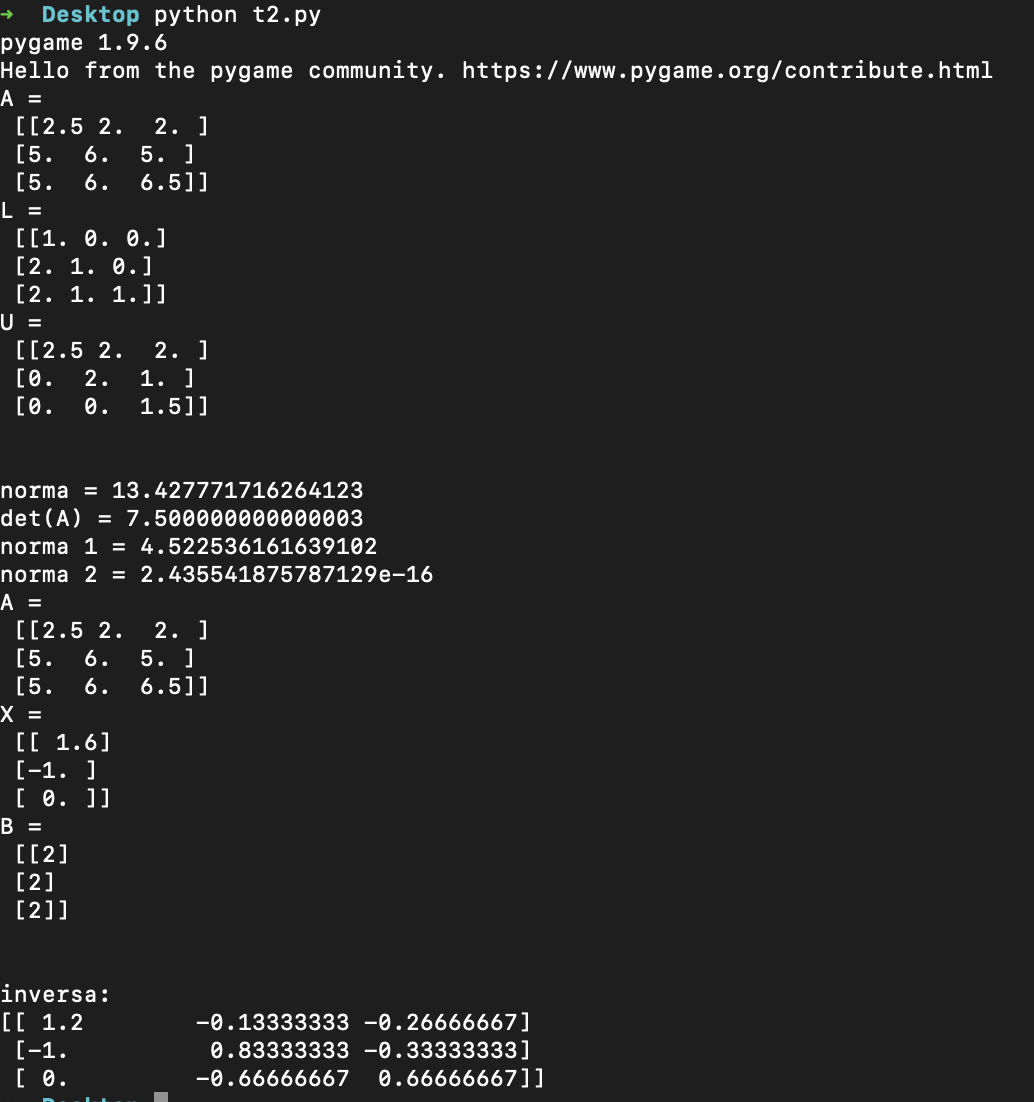 →  Desktop python t2.py
pygame 1.9.6
Hello from the pygame community. https://www.pygame.org/contribute.html
A =
 [[2.5 2.  2. ]
 [5.  6.  5. ]
 [5.  6.  6.5]]
L =
 [[1. 0. 0.]
 [2. 1. 0.]
 [2. 1. 1.]]
U =
 [[2.5 2.  2. ]
 [0.  2.  1. ]
 [0.  0.  1.5]]
norma = 13.427771716264123
det(A) = 7.500000000000003
norma 1 = 4.522536161639102
norma 2 = 2.435541875787129e-16
A =
 [[2.5 2.  2. ]
 [5.  6.  5. ]
 [5.  6.  6.5]]
X =
 [[ 1.6]
 [-1. ]
 [ 0. ]]
B =
 [[2]
 [2]
 [2]]
inversa:
[[ 1.2        -0.13333333 -0.26666667]
 [-1.          0.83333333 -0.33333333]
 [ 0.         -0.66666667  0.66666667]]
Desktop